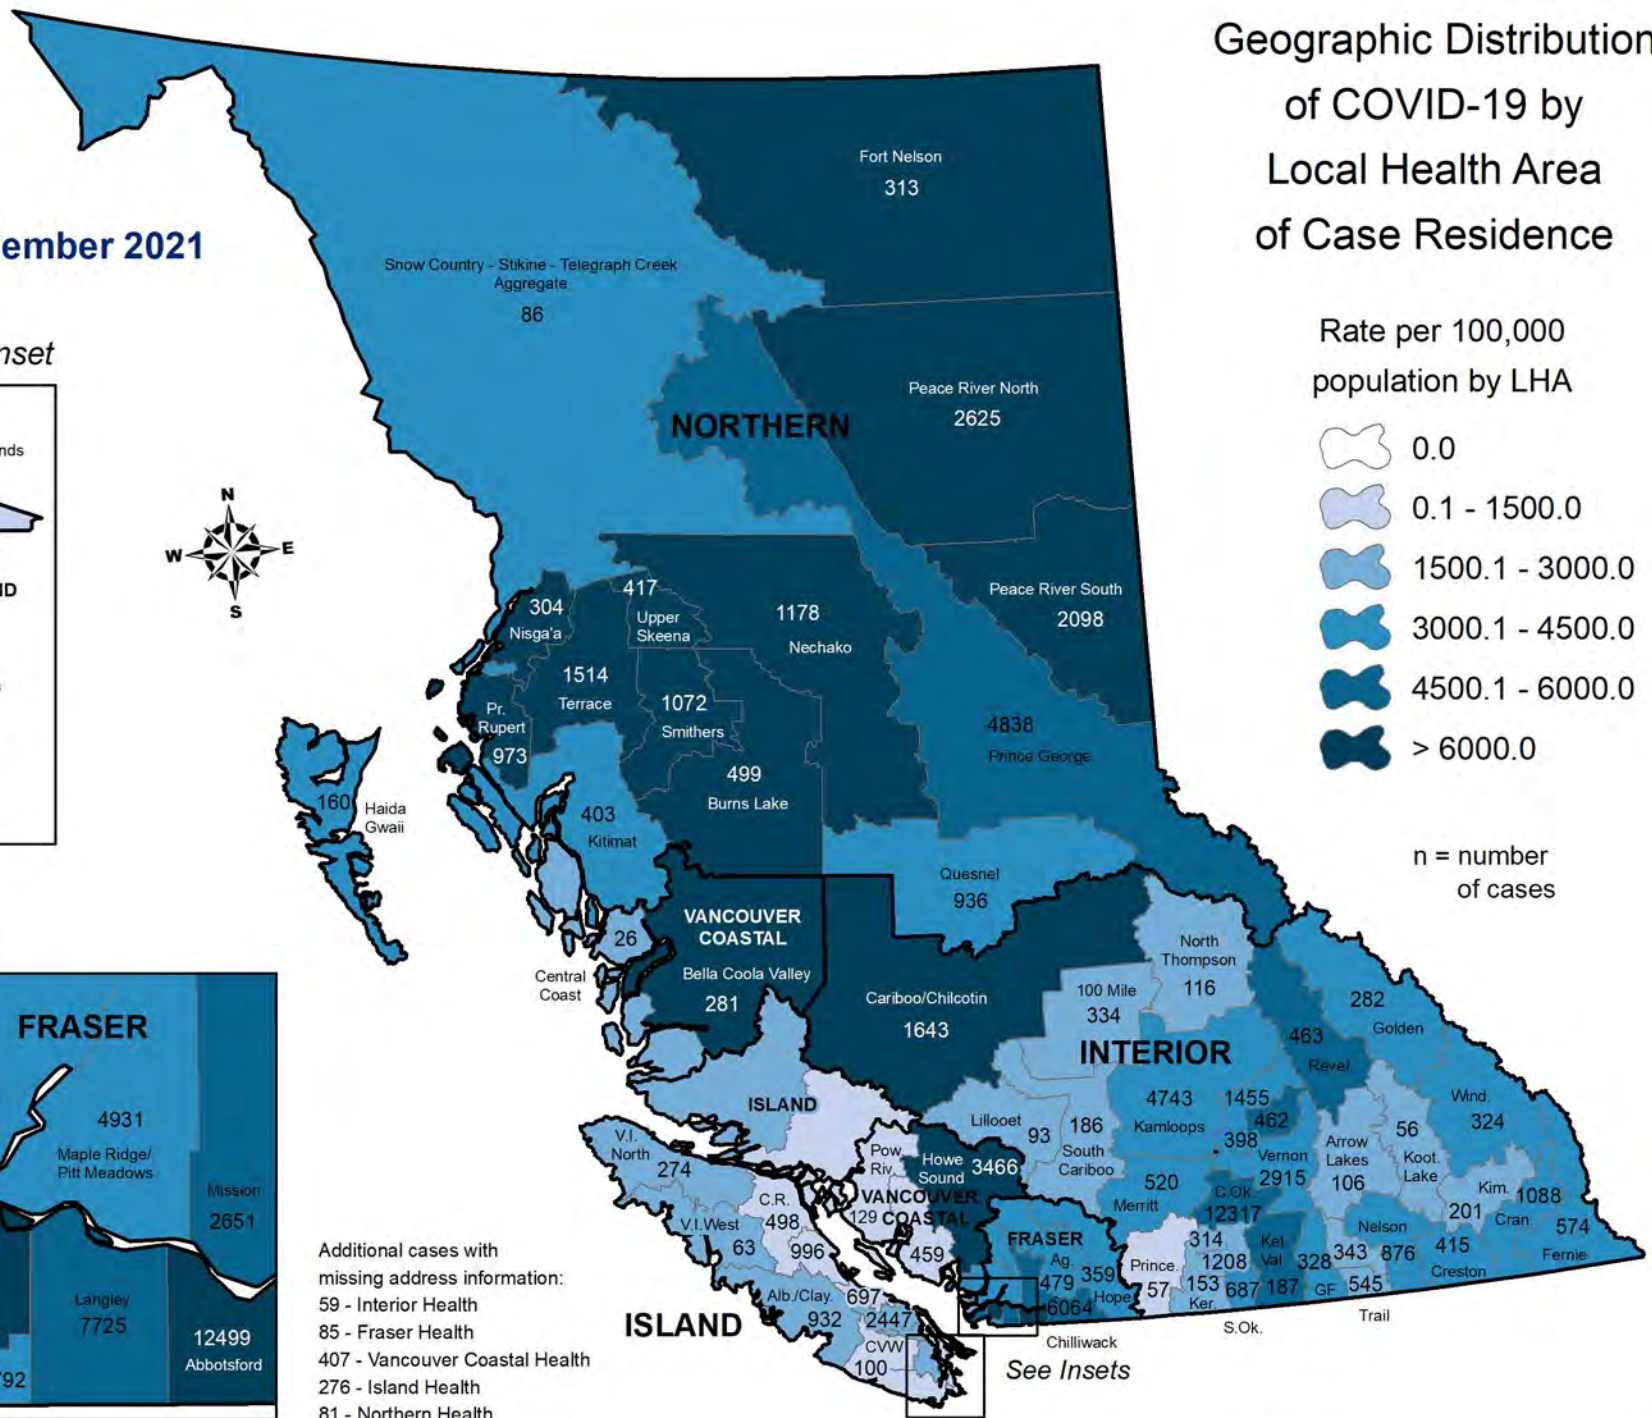 Geographic Distribution
of COVID-19 by
Local Health Area
of Case Residence
ember 2021
nset
nds
ID
Rate per 100,000
population by LHA
0.0
0.1 - 1500.0
1500.1 - 3000.0
3000.1 - 4500.0
4500.1 - 6000.0
> 6000.0
n = number
of cases
N
W
E
S
Fort Nelson
313
Snow Country - Stikine - Telegraph Creek
Aggregate
86
Peace River North
2625
NORTHERN
Peace River South
2098
304
Nisga'a
417
Upper
Skeena
1178
Nechako
1514
Terrace
1072
Smithers
Pr.
Rupert
973
499
Burns Lake
4838
Prince George
160
Haida
Gwaii
403
Kitimat
Quesnel
936
VANCOUVER
COASTAL
Bella Coola Valley
281
26
Central
Coast
Cariboo/Chilcotin
1643
North
Thompson
116
100 Mile
334
INTERIOR
282
Golden
463
Revel.
4743
Kamloops
1455
462
398
Vernon
2915
Wind.
324
56
Koot.
Lake
Arrow
Lakes
106
Lillooet
93
186
South
Cariboo
520
Merritt
C.Ok.
12317
Kim.
201
1088
Cran.
574
Fernie
Nelson
876
415
Creston
343
545
Trail
328
GF
Ket
Val
187
314
1208
153
Ker.
687
S.Ok.
Prince.
57
ISLAND
V.I.
North
274
Pow.
Riv.
129
Howe
Sound
3466
VANCOUVER
COASTAL
459
C.R.
498
V.I.West
63
996
697
Alb./Clay.
932
2447
CVW
100
ISLAND
FRASER
Ag.
479
359
Hope
6064
Chilliwack
See Insets
FRASER
4931
Maple Ridge/
Pitt Meadows
Mission
2651
Langley
7725
12499
Abbotsford
792
Additional cases with
missing address information:
59 - Interior Health
85 - Fraser Health
407 - Vancouver Coastal Health
276 - Island Health
81 - Northern Health